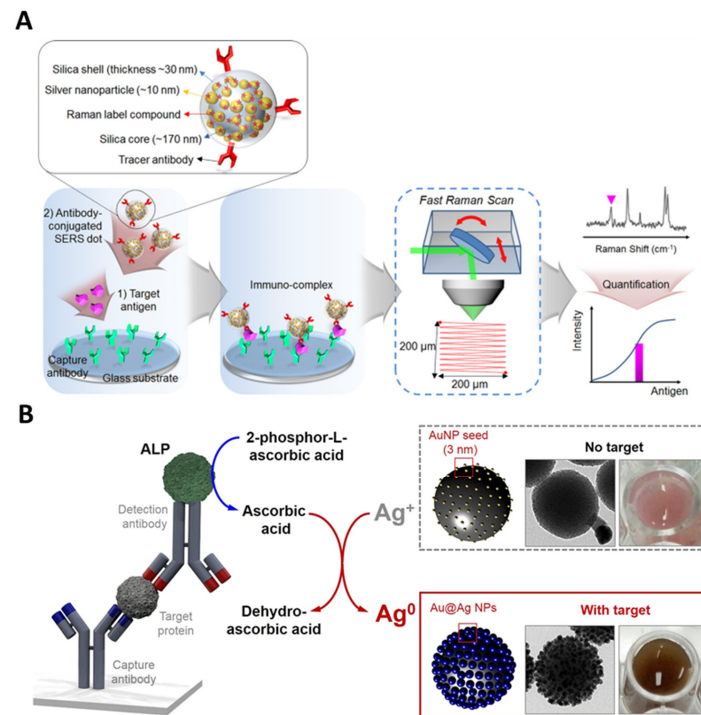 A
Silica shell (thickness ~30 nm)
Silver nanoparticle (~10 nm)
Raman label compound
Silica core (~170 nm)
Tracer antibody
2) Antibody-
conjugated
SERS dot
1) Target
antigen
Capture
antibody
Glass substrate
Immuno-complex
Fast Raman Scan
200 µm
200 µm
Raman Shift (cm⁻¹)
Quantification
Intensity
Antigen
B
ALP
2-phosphor-L-
ascorbic acid
Detection
antibody
Ascorbic
acid
Target
protein
Dehydro-
ascorbic acid
Capture
antibody
Ag⁺
Ag⁰
AuNP seed
(3 nm)
No target
Au@Ag NPs
With target